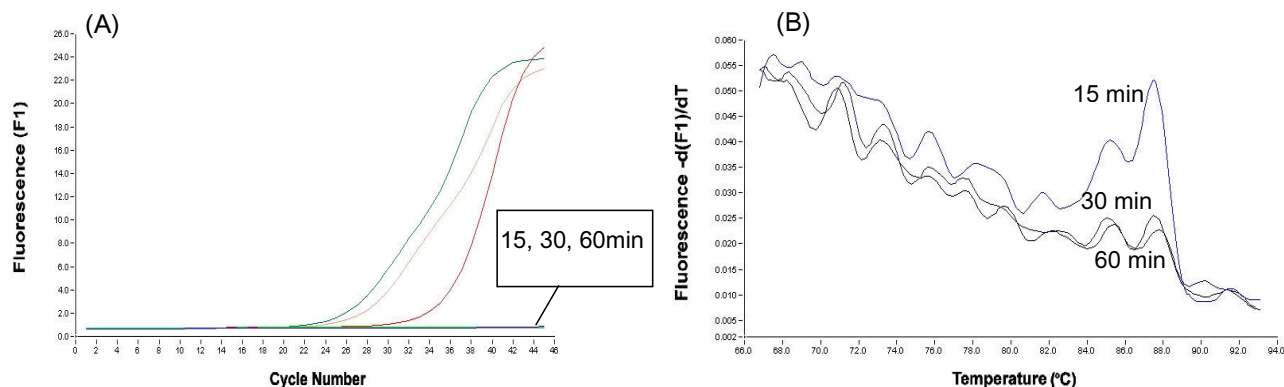 (A)
26.0
24.0
22.0
20.0
18.0
16.0
14.0
12.0
10.0
8.0
6.0
4.0
2.0
0.0
Fluorescence (F1)
15, 30, 60min
0 2 4 6 8 10 12 14 16 18 20 22 24 26 28 30 32 34 36 38 40 42 44 46
Cycle Number
(B)
0.060
0.055
0.050
0.045
0.040
0.035
0.030
0.025
0.020
0.015
0.010
0.005
0.002
Fluorescence -d(F1)/dT
15 min
30 min
60 min
66.0 70.0 72.0 74.0 76.0 78.0 80.0 82.0 84.0 86.0 88.0 90.0 92.0 94.0
Temperature (°C)